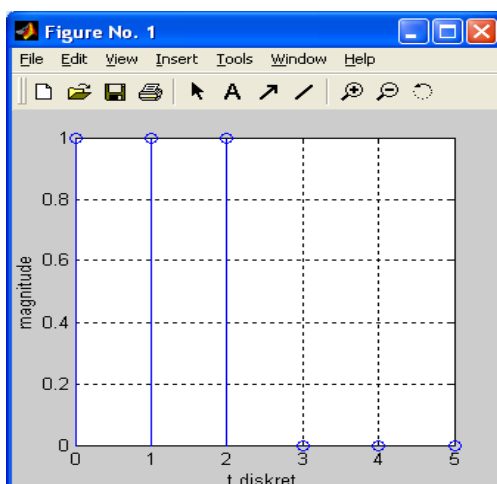 Figure No. 1
File Edit View Insert Tools Window Help
A
1
0.8
0.6
0.4
0.2
0
magnitude
0 1 2 3 4 5
t diskret